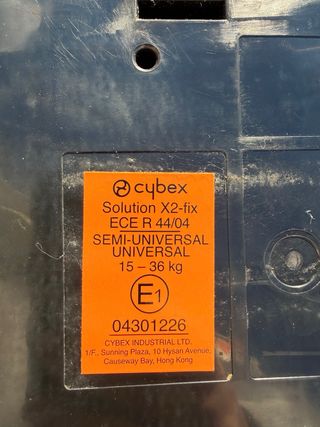 cybex
Solution X2-fix
ECE R 44/04
SEMI-UNIVERSAL
UNIVERSAL
15 – 36 kg
E1
04301226
CYBEX INDUSTRIAL LTD.
1/F., Sunning Plaza, 10 Hysan Avenue,
Causeway Bay, Hong Kong